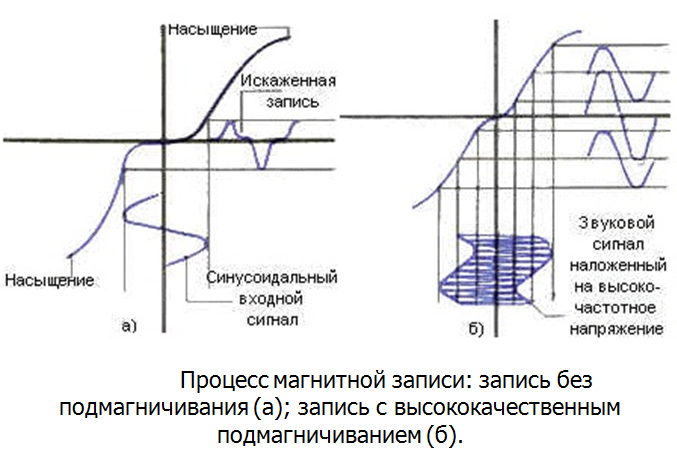 Насыщение
Искаженная
запись
Насыщение
Синусоидальный
входной
сигнал
а)
Звуковой
сигнал
наложенный
на высоко-
частотное
напряжение
б)
Процесс магнитной записи: запись без
подмагничивания (а); запись с высококачественным
подмагничиванием (б).